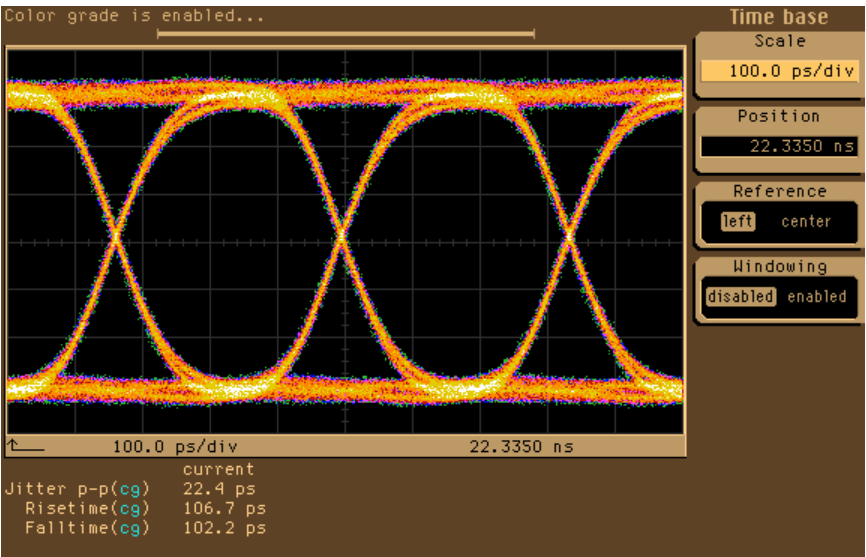 Color grade is enabled...
Time base
Scale
100.0 ps/div
Position
22.3350 ns
Reference
left center
Windowing
disabled enabled
100.0 ps/div 22.3350 ns
current
Jitter p-p(cg) 22.4 ps
Risetime(cg) 106.7 ps
Falltime(cg) 102.2 ps